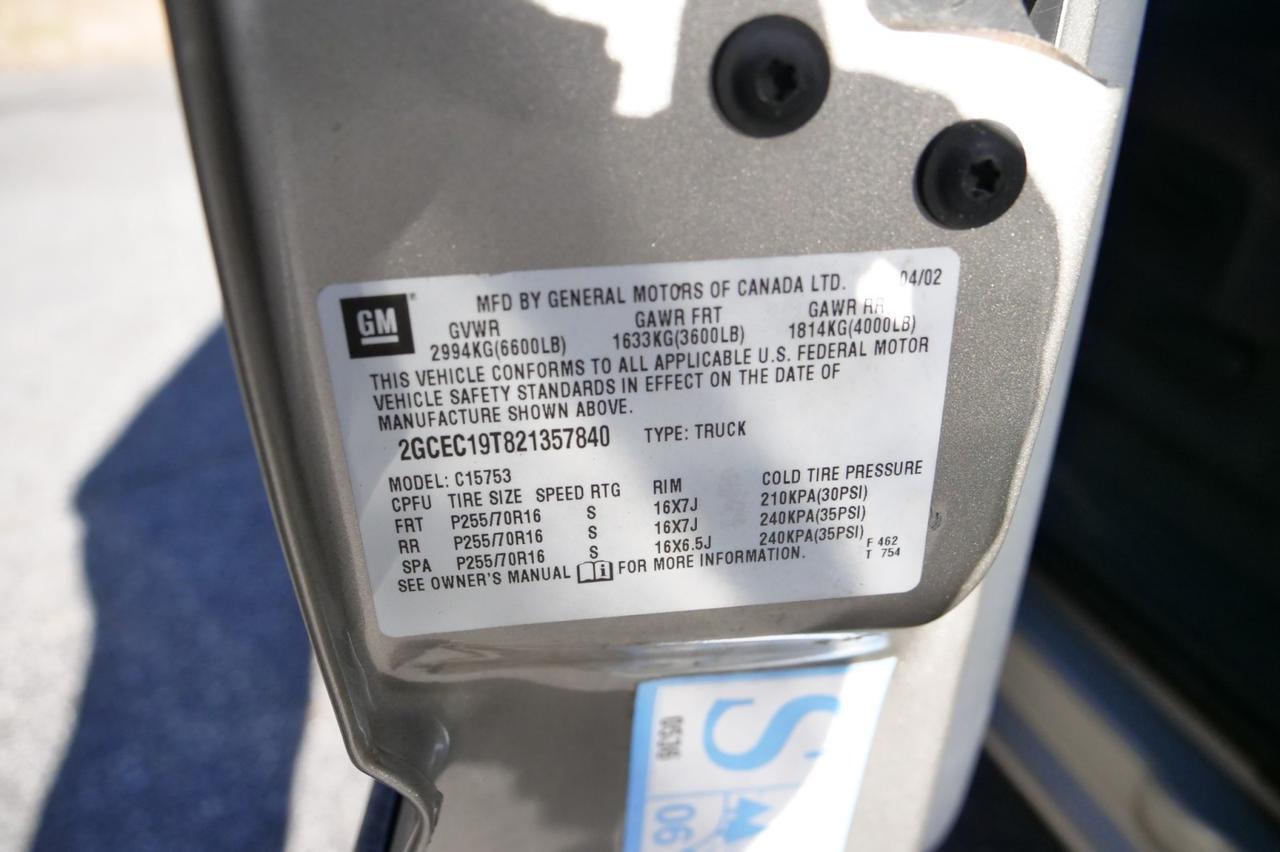 GM
MFD BY GENERAL MOTORS OF CANADA LTD. 04/02
GVWR GAWR FRT GAWR RR
2994KG(6600LB) 1633KG(3600LB) 1814KG(4000LB)
THIS VEHICLE CONFORMS TO ALL APPLICABLE U.S. FEDERAL MOTOR
VEHICLE SAFETY STANDARDS IN EFFECT ON THE DATE OF
MANUFACTURE SHOWN ABOVE.
2GCEC19T821357840 TYPE: TRUCK
MODEL: C15753
CPFU TIRE SIZE SPEED RTG RIM COLD TIRE PRESSURE
FRT P255/70R16 S 16X7J 210KPA(30PSI)
RR P255/70R16 S 16X7J 240KPA(35PSI)
SPA P255/70R16 S 16X6.5J 240KPA(35PSI)
SEE OWNER'S MANUAL i FOR MORE INFORMATION.
F 462
T 754
S
06